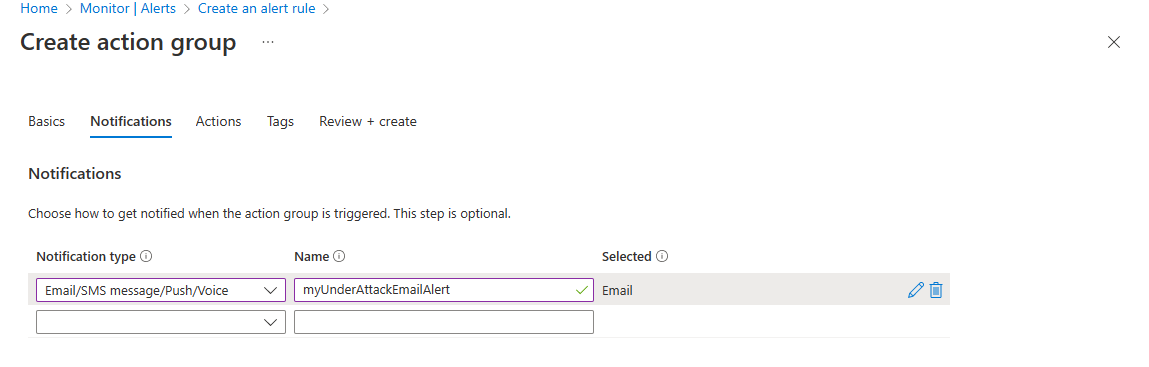 Home > Monitor | Alerts > Create an alert rule >
Create action group ...
Basics Notifications Actions Tags Review + create
Notifications
Choose how to get notified when the action group is triggered. This step is optional.
Notification type Name Selected
Email/SMS message/Push/Voice myUnderAttackEmailAlert Email